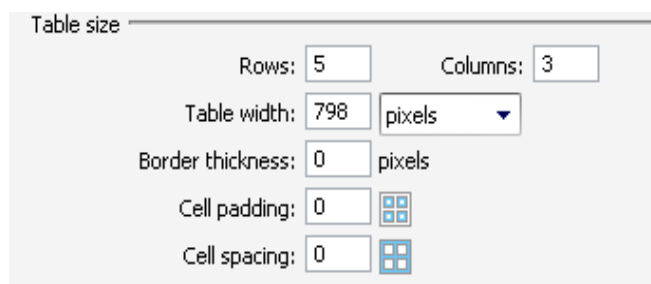 Table size
Rows: 5 Columns: 3
Table width: 798 pixels
Border thickness: 0 pixels
Cell padding: 0
Cell spacing: 0